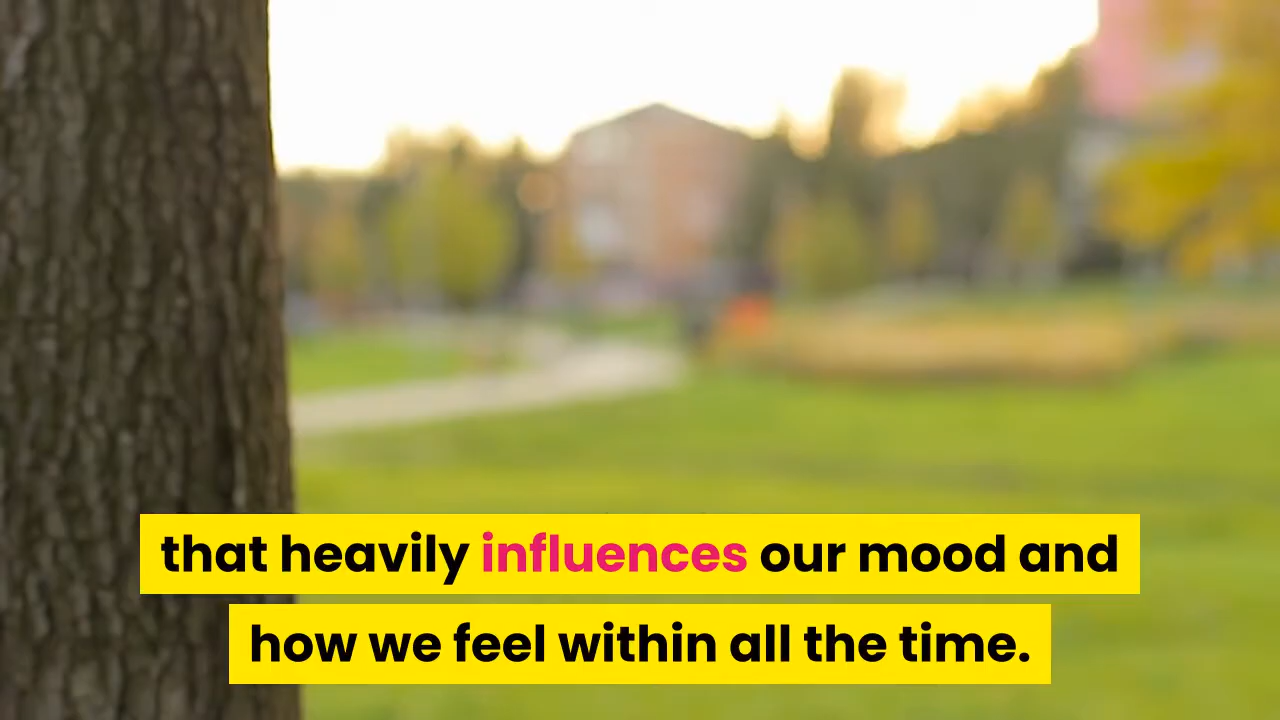 that heavily influences our mood and
how we feel within all the time.